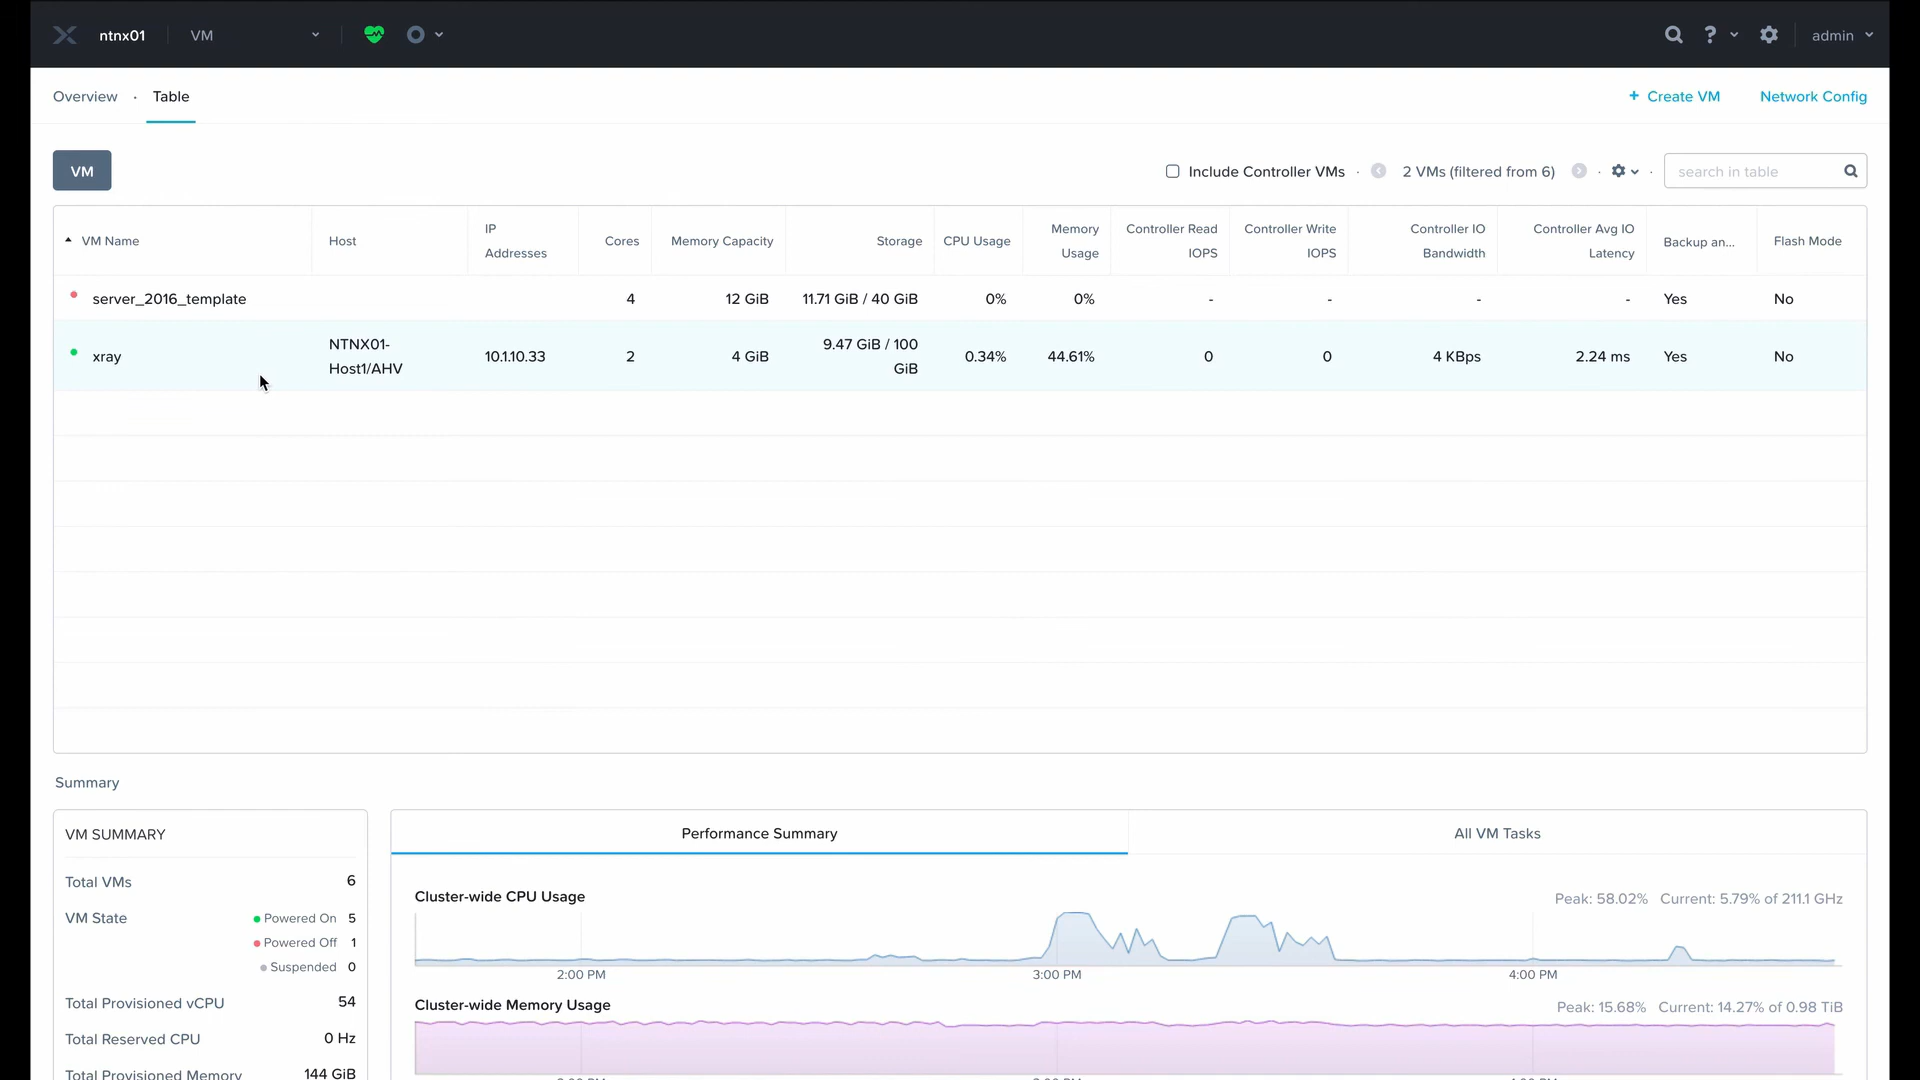 ntnx01
VM
?
admin
Overview · Table
+ Create VM
Network Config
VM
Include Controller VMs · 2 VMs (filtered from 6) · · search in table
VM Name
Host
IP Addresses
Cores
Memory Capacity
Storage
CPU Usage
Memory Usage
Controller Read IOPS
Controller Write IOPS
Controller IO Bandwidth
Controller Avg IO Latency
Backup an...
Flash Mode
server_2016_template 4 12 GiB 11.71 GiB / 40 GiB 0% 0% - - - - Yes No
xray NTNX01-Host1/AHV 10.1.10.33 2 4 GiB 9.47 GiB / 100 GiB 0.34% 44.61% 0 0 4 KBps 2.24 ms Yes No
Summary
VM SUMMARY
Total VMs 6
VM State Powered On 5
Powered Off 1
Suspended 0
Total Provisioned vCPU 54
Total Reserved CPU 0 Hz
Total Provisioned Memory 144 GiB
Performance Summary
All VM Tasks
Cluster-wide CPU Usage
Peak: 58.02% Current: 5.79% of 211.1 GHz
2:00 PM 3:00 PM 4:00 PM
Cluster-wide Memory Usage
Peak: 15.68% Current: 14.27% of 0.98 TiB